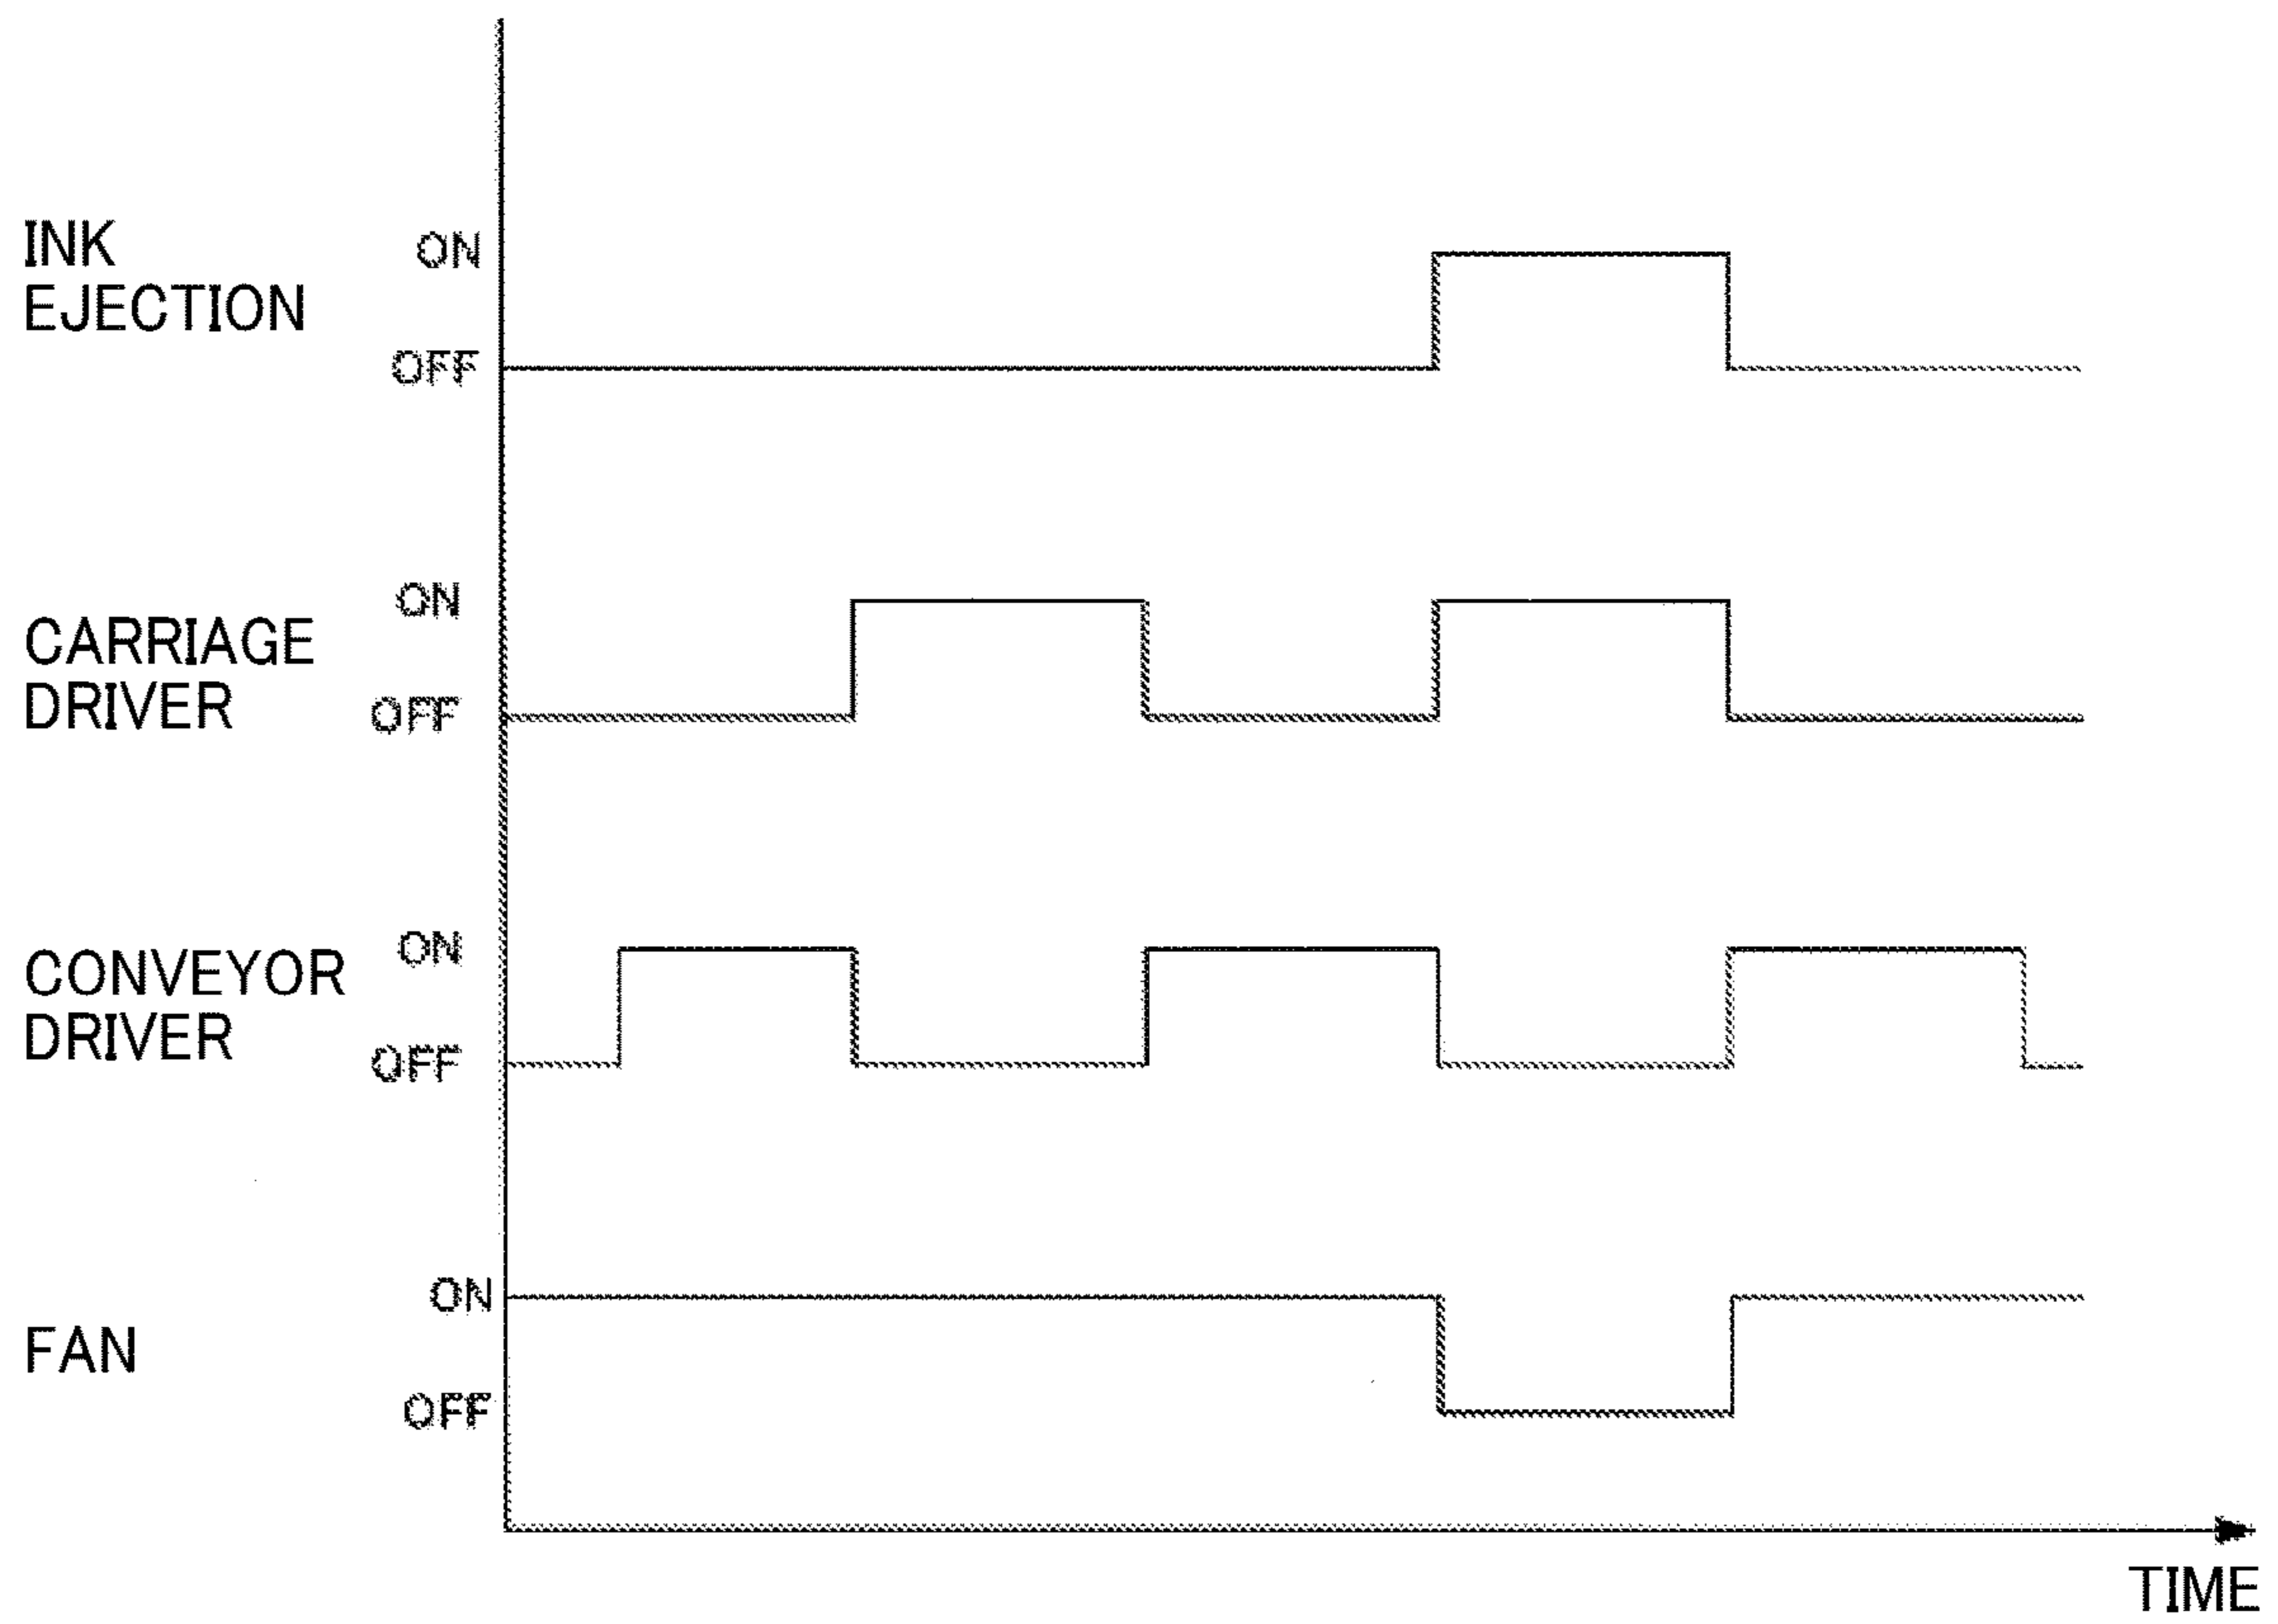 INK
EJECTION
ON
OFF
CARRIAGE
DRIVER
ON
OFF
CONVEYOR
DRIVER
ON
OFF
FAN
ON
OFF
TIME